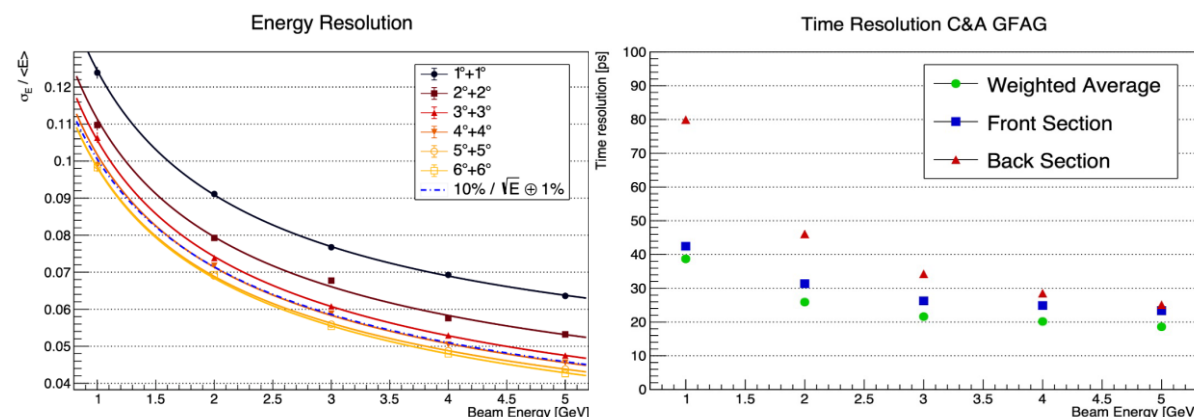 Energy Resolution
σE / <E>
0.12
0.11
0.1
0.09
0.08
0.07
0.06
0.05
0.04
1°+1°
2°+2°
3°+3°
4°+4°
5°+5°
6°+6°
10% / √E ⊕ 1%
1 1.5 2 2.5 3 3.5 4 4.5 5
Beam Energy [GeV]
Time Resolution C&A GFAG
Time resolution [ps]
100
90
80
70
60
50
40
30
20
10
0
Weighted Average
Front Section
Back Section
1 1.5 2 2.5 3 3.5 4 4.5 5
Beam Energy [GeV]